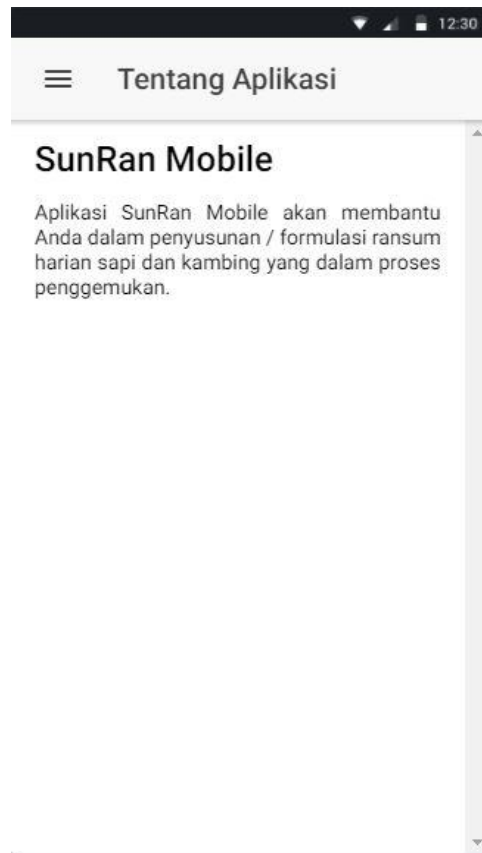 12:30
Tentang Aplikasi
SunRan Mobile
Aplikasi SunRan Mobile akan membantu
Anda dalam penyusunan / formulasi ransum
harian sapi dan kambing yang dalam proses
penggemukan.